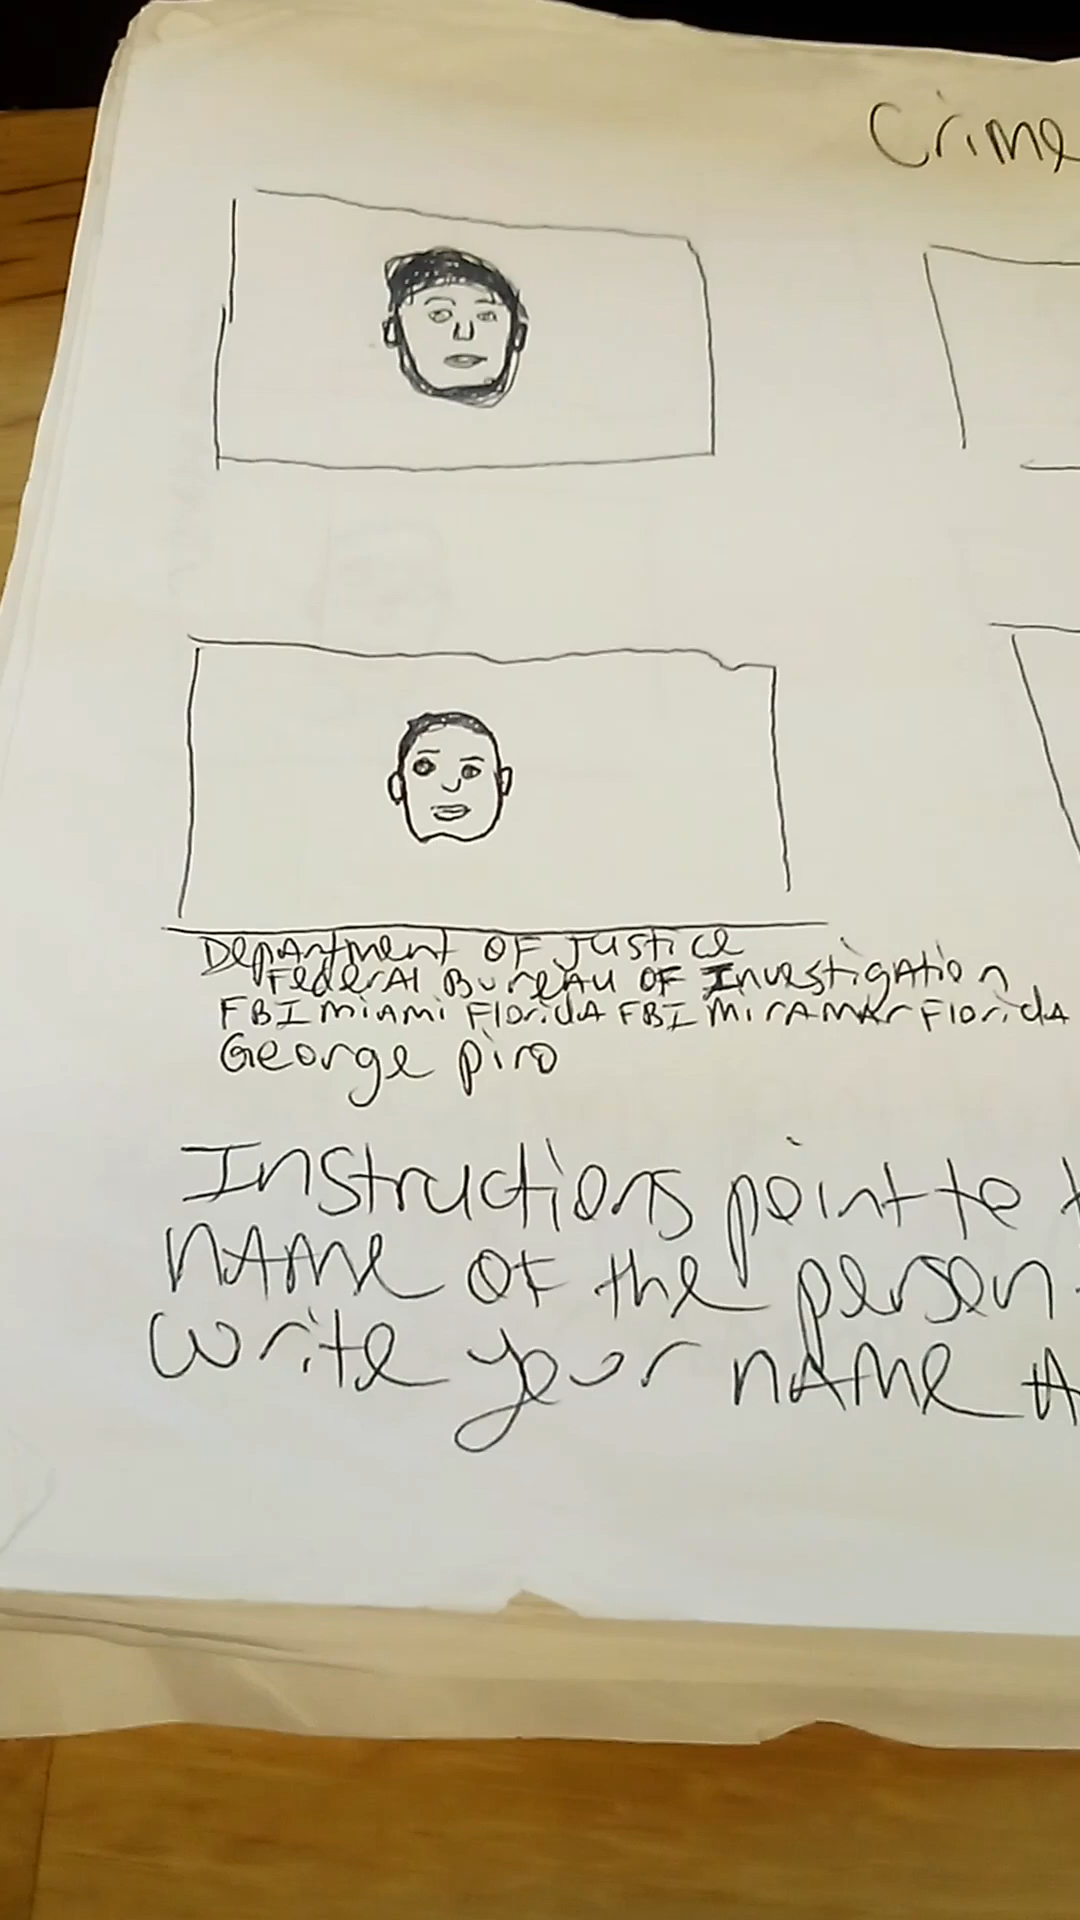 Crime
Department of Justice
Federal Bureau of Investigation
FBI Miami Florida FBI Miramar Florida
George Piro
Instructions point to
name of the person
write your name